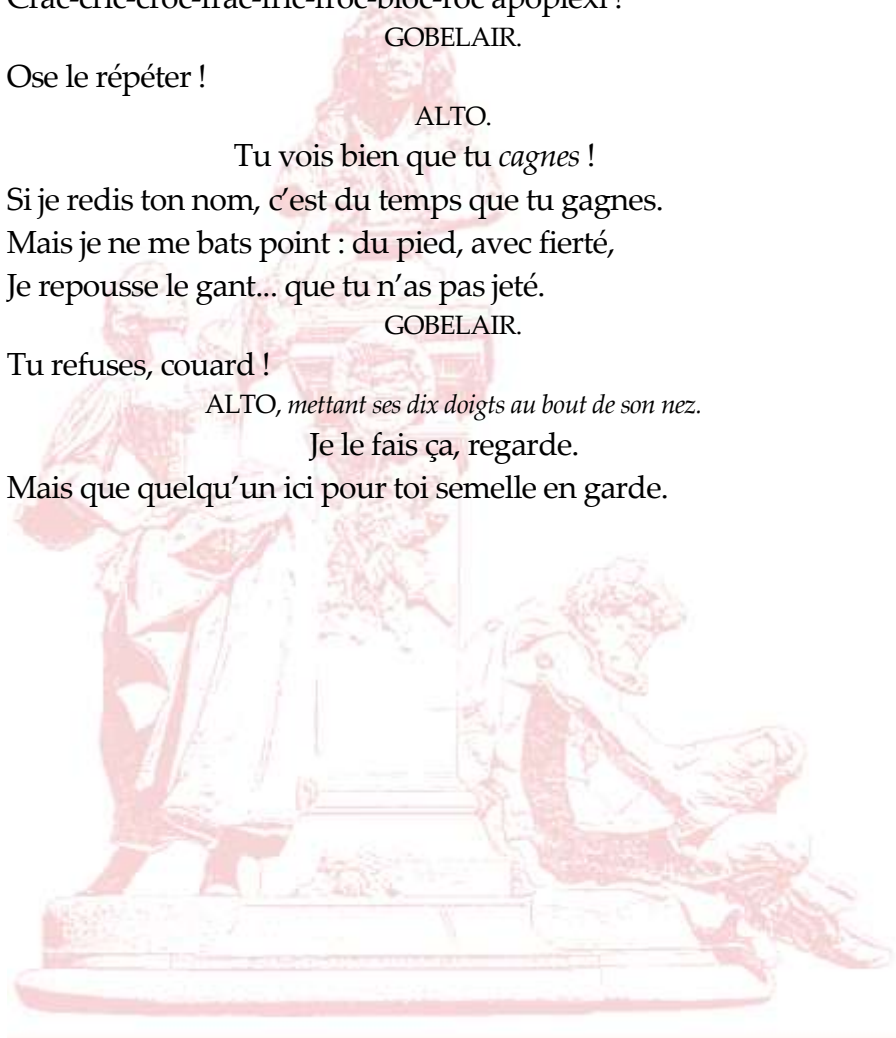 Crac-cric-croc-frac-fric-froc-bloc-roc apoplexi !
GOBELAIR.
Ose le répéter !
ALTO.
Tu vois bien que tu cagnes !
Si je redis ton nom, c’est du temps que tu gagnes.
Mais je ne me bats point : du pied, avec fierté,
Je repousse le gant... que tu n’as pas jeté.
GOBELAIR.
Tu refuses, couard !
ALTO, mettant ses dix doigts au bout de son nez.
Je le fais ça, regarde.
Mais que quelqu’un ici pour toi semelle en garde.